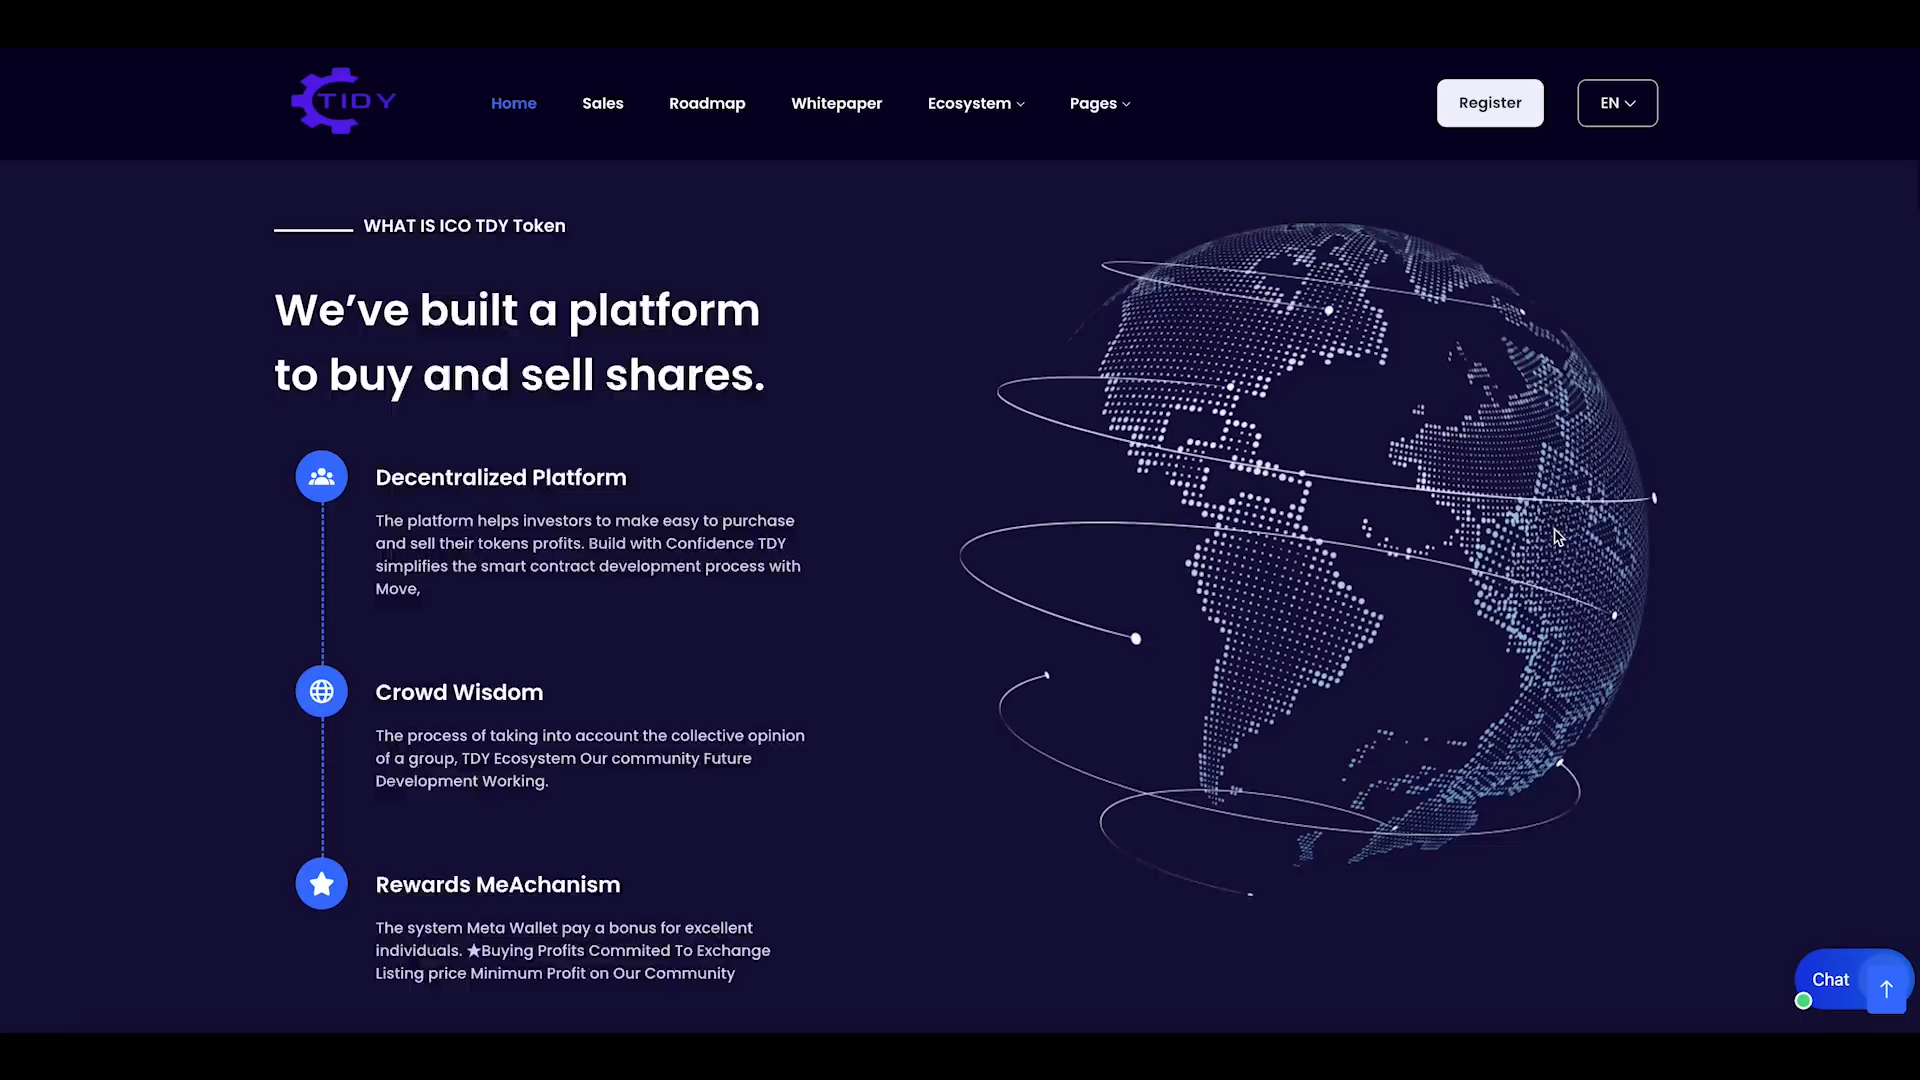 TIDY
Home
Sales
Roadmap
Whitepaper
Ecosystem
Pages
Register
EN
WHAT IS ICO TDY Token
We’ve built a platform
to buy and sell shares.
Decentralized Platform
The platform helps investors to make easy to purchase
and sell their tokens profits. Build with Confidence TDY
simplifies the smart contract development process with
Move,
Crowd Wisdom
The process of taking into account the collective opinion
of a group, TDY Ecosystem Our community Future
Development Working.
Rewards MeAchanism
The system Meta Wallet pay a bonus for excellent
individuals. ★Buying Profits Commited To Exchange
Listing price Minimum Profit on Our Community
Chat